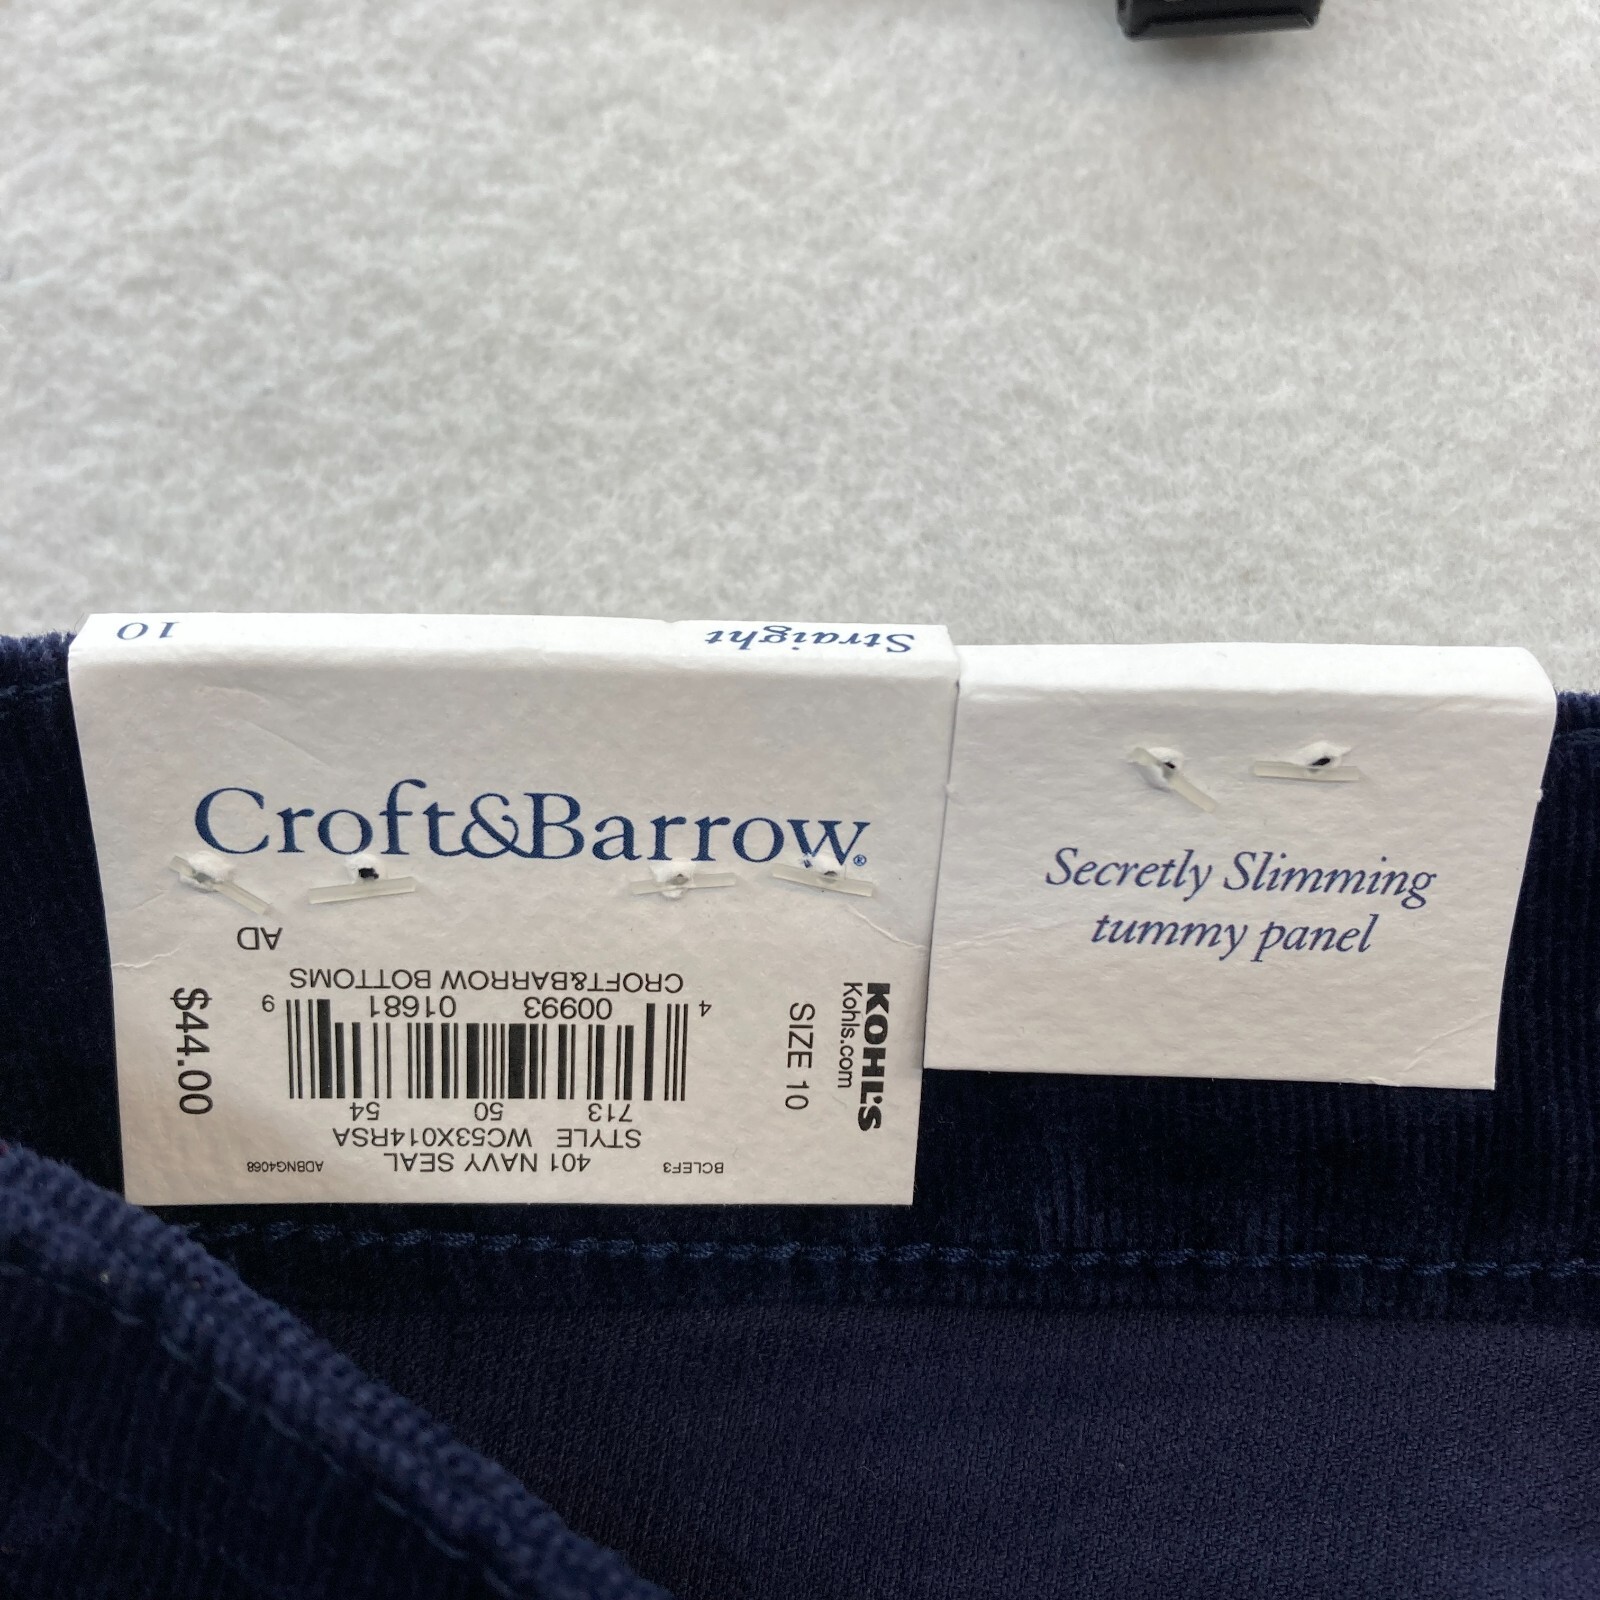 10
Straight
Croft&Barrow®
AD
CROFT&BARROW BOTTOMS
4 00993 01681 9
713 50 54
STYLE WC53X014RSA
401 NAVY SEAL
BCLEF3
ADBNG4068
$44.00
SIZE 10
KOHL'S
Kohls.com
Secretly Slimming
tummy panel